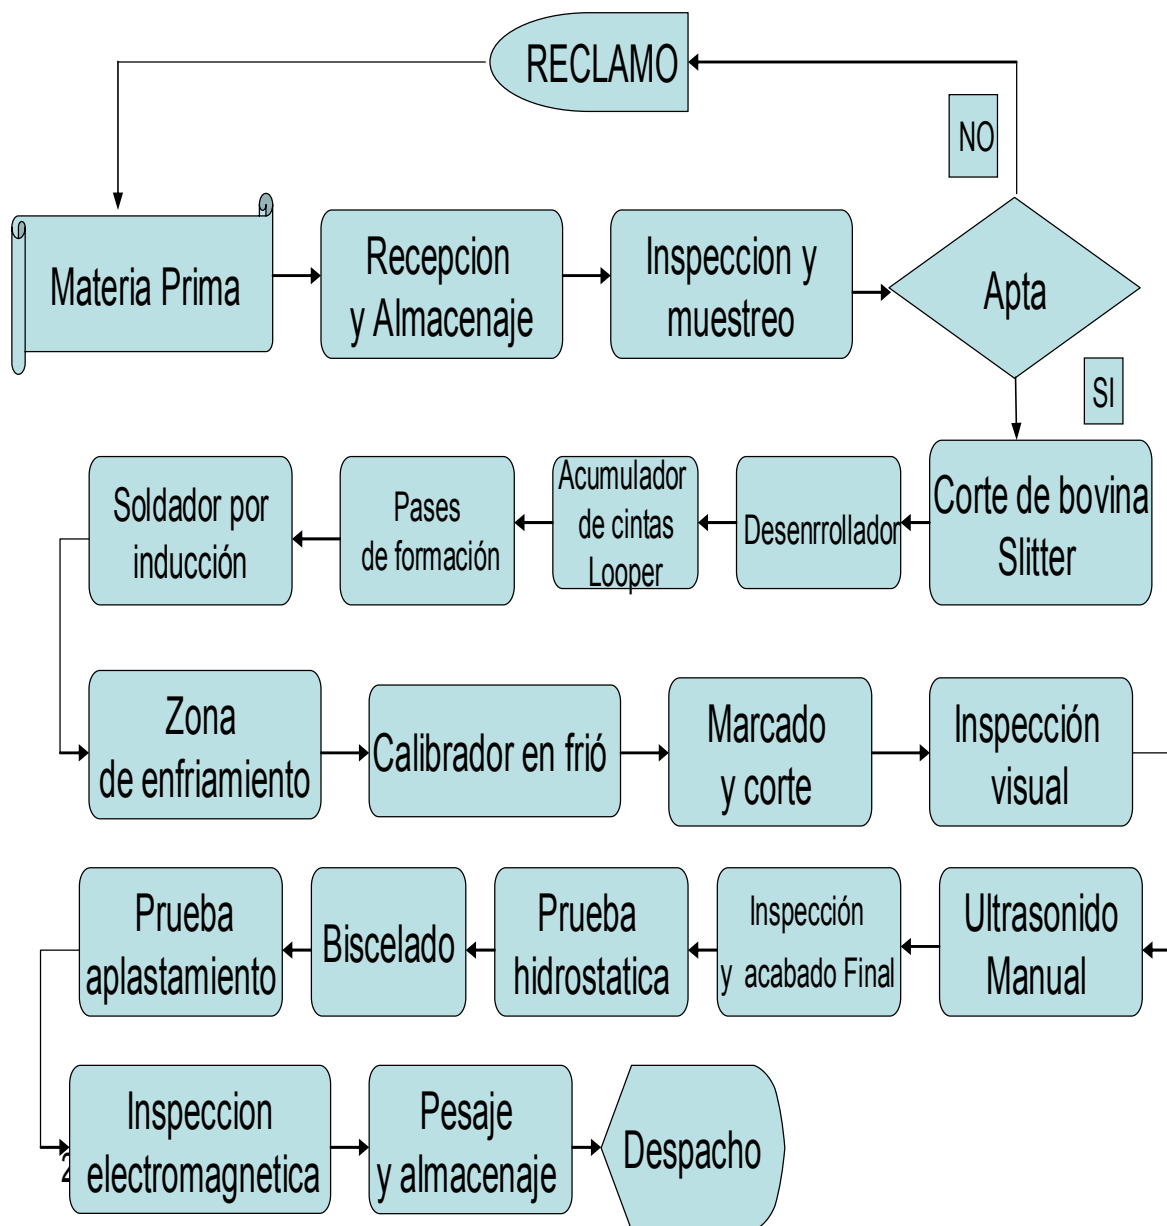 RECLAMO
NO
Materia Prima
Recepcion
y Almacenaje
Inspeccion y
muestreo
Apta
SI
Soldador por
inducción
Pases
de formación
Acumulador
de cintas
Looper
Desenrrollador
Corte de bovina
Slitter
Zona
de enfriamiento
Calibrador en frió
Marcado
y corte
Inspección
visual
Prueba
aplastamiento
Biscelado
Prueba
hidrostatica
Inspección
y acabado Final
Ultrasonido
Manual
Inspeccion
electromagnetica
Pesaje
y almacenaje
Despacho